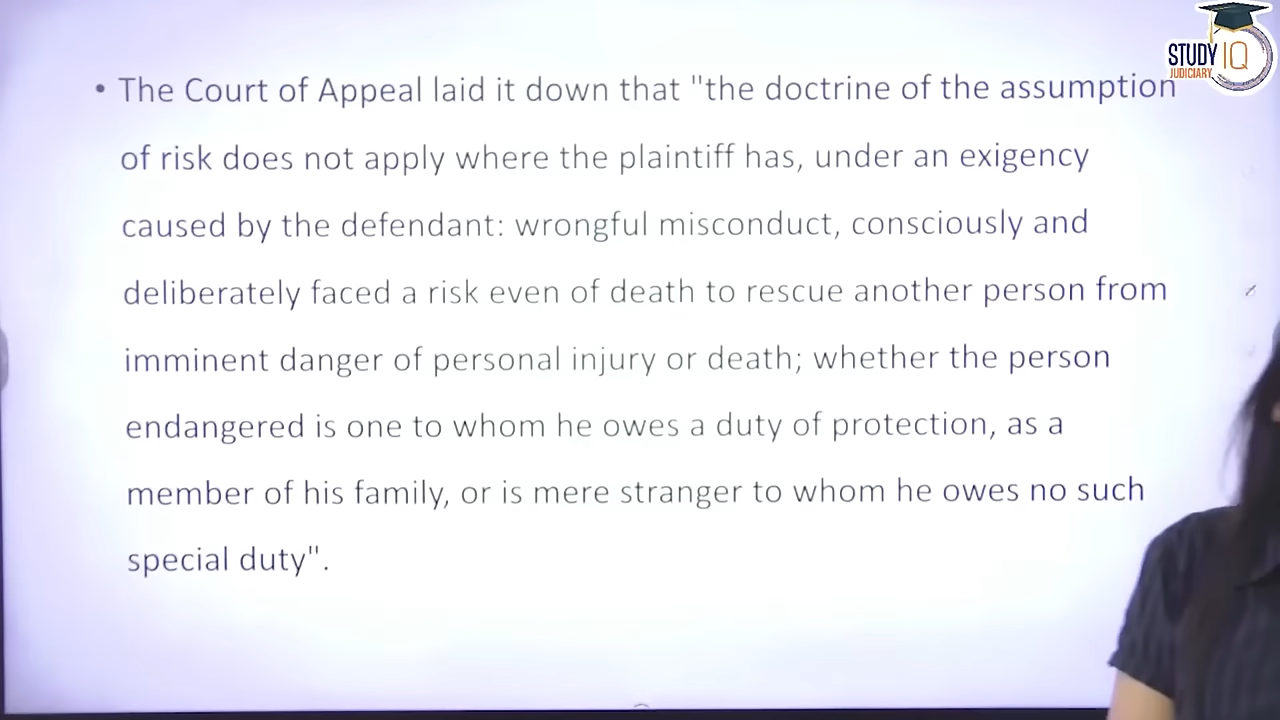 STUDY IQ
JUDICIARY
• The Court of Appeal laid it down that "the doctrine of the assumption
of risk does not apply where the plaintiff has, under an exigency
caused by the defendant: wrongful misconduct, consciously and
deliberately faced a risk even of death to rescue another person from
imminent danger of personal injury or death; whether the person
endangered is one to whom he owes a duty of protection, as a
member of his family, or is mere stranger to whom he owes no such
special duty".